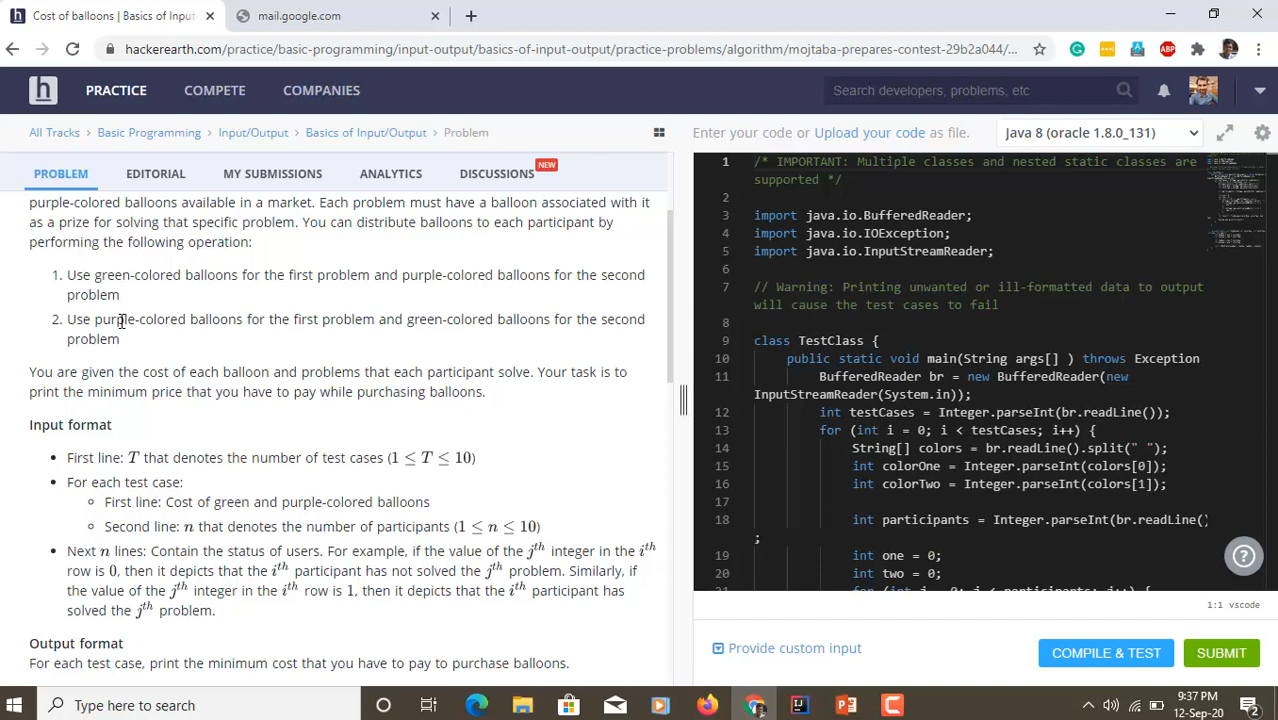 Cost of balloons | Basics of Input
mail.google.com
hackerearth.com/practice/basic-programming/input-output/basics-of-input-output/practice-problems/algorithm/mojtaba-prepares-contest-29b2a044/...
ABP
h
PRACTICE
COMPETE
COMPANIES
Search developers, problems, etc
All Tracks > Basic Programming > Input/Output > Basics of Input/Output > Problem
Enter your code or Upload your code as file.
Java 8 (oracle 1.8.0_131)
PROBLEM
EDITORIAL
MY SUBMISSIONS
ANALYTICS
DISCUSSIONS
NEW
purple-colored balloons available in a market. Each problem must have a balloon associated with it
as a prize for solving that specific problem. You can distribute balloons to each participant by
performing the following operation:
1. Use green-colored balloons for the first problem and purple-colored balloons for the second
problem
2. Use purple-colored balloons for the first problem and green-colored balloons for the second
problem
You are given the cost of each balloon and problems that each participant solve. Your task is to
print the minimum price that you have to pay while purchasing balloons.
Input format
• First line: T that denotes the number of test cases (1 ≤ T ≤ 10)
• For each test case:
◦ First line: Cost of green and purple-colored balloons
◦ Second line: n that denotes the number of participants (1 ≤ n ≤ 10)
• Next n lines: Contain the status of users. For example, if the value of the jth integer in the ith
row is 0, then it depicts that the ith participant has not solved the jth problem. Similarly, if
the value of the jth integer in the ith row is 1, then it depicts that the ith participant has
solved the jth problem.
Output format
For each test case, print the minimum cost that you have to pay to purchase balloons.
1 /* IMPORTANT: Multiple classes and nested static classes are
supported */
2
3 import java.io.BufferedReader;
4 import java.io.IOException;
5 import java.io.InputStreamReader;
6
7 // Warning: Printing unwanted or ill-formatted data to output
will cause the test cases to fail
8
9 class TestClass {
10 public static void main(String args[] ) throws Exception
11 BufferedReader br = new BufferedReader(new
InputStreamReader(System.in));
12 int testCases = Integer.parseInt(br.readLine());
13 for (int i = 0; i < testCases; i++) {
14 String[] colors = br.readLine().split(" ");
15 int colorOne = Integer.parseInt(colors[0]);
16 int colorTwo = Integer.parseInt(colors[1]);
17
18 int participants = Integer.parseInt(br.readLine()
;
19 int one = 0;
20 int two = 0;
21 for (int j = 0; j < participants; j++) {
1:1 vscode
Provide custom input
COMPILE & TEST
SUBMIT
Type here to search
9:37 PM
12-Sep-20
2